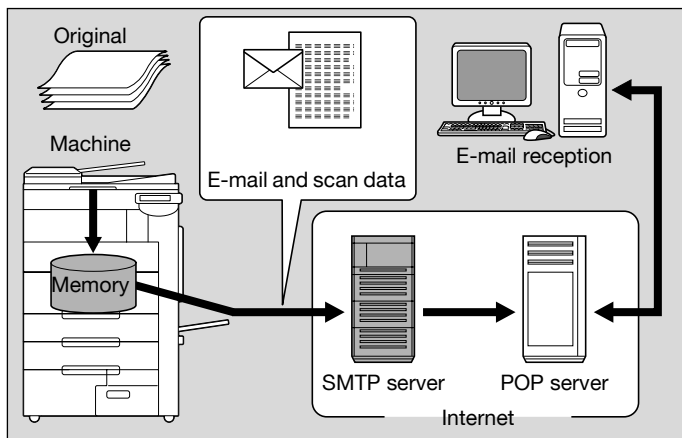 Original
Machine
Memory
E-mail and scan data
E-mail reception
SMTP server
POP server
Internet